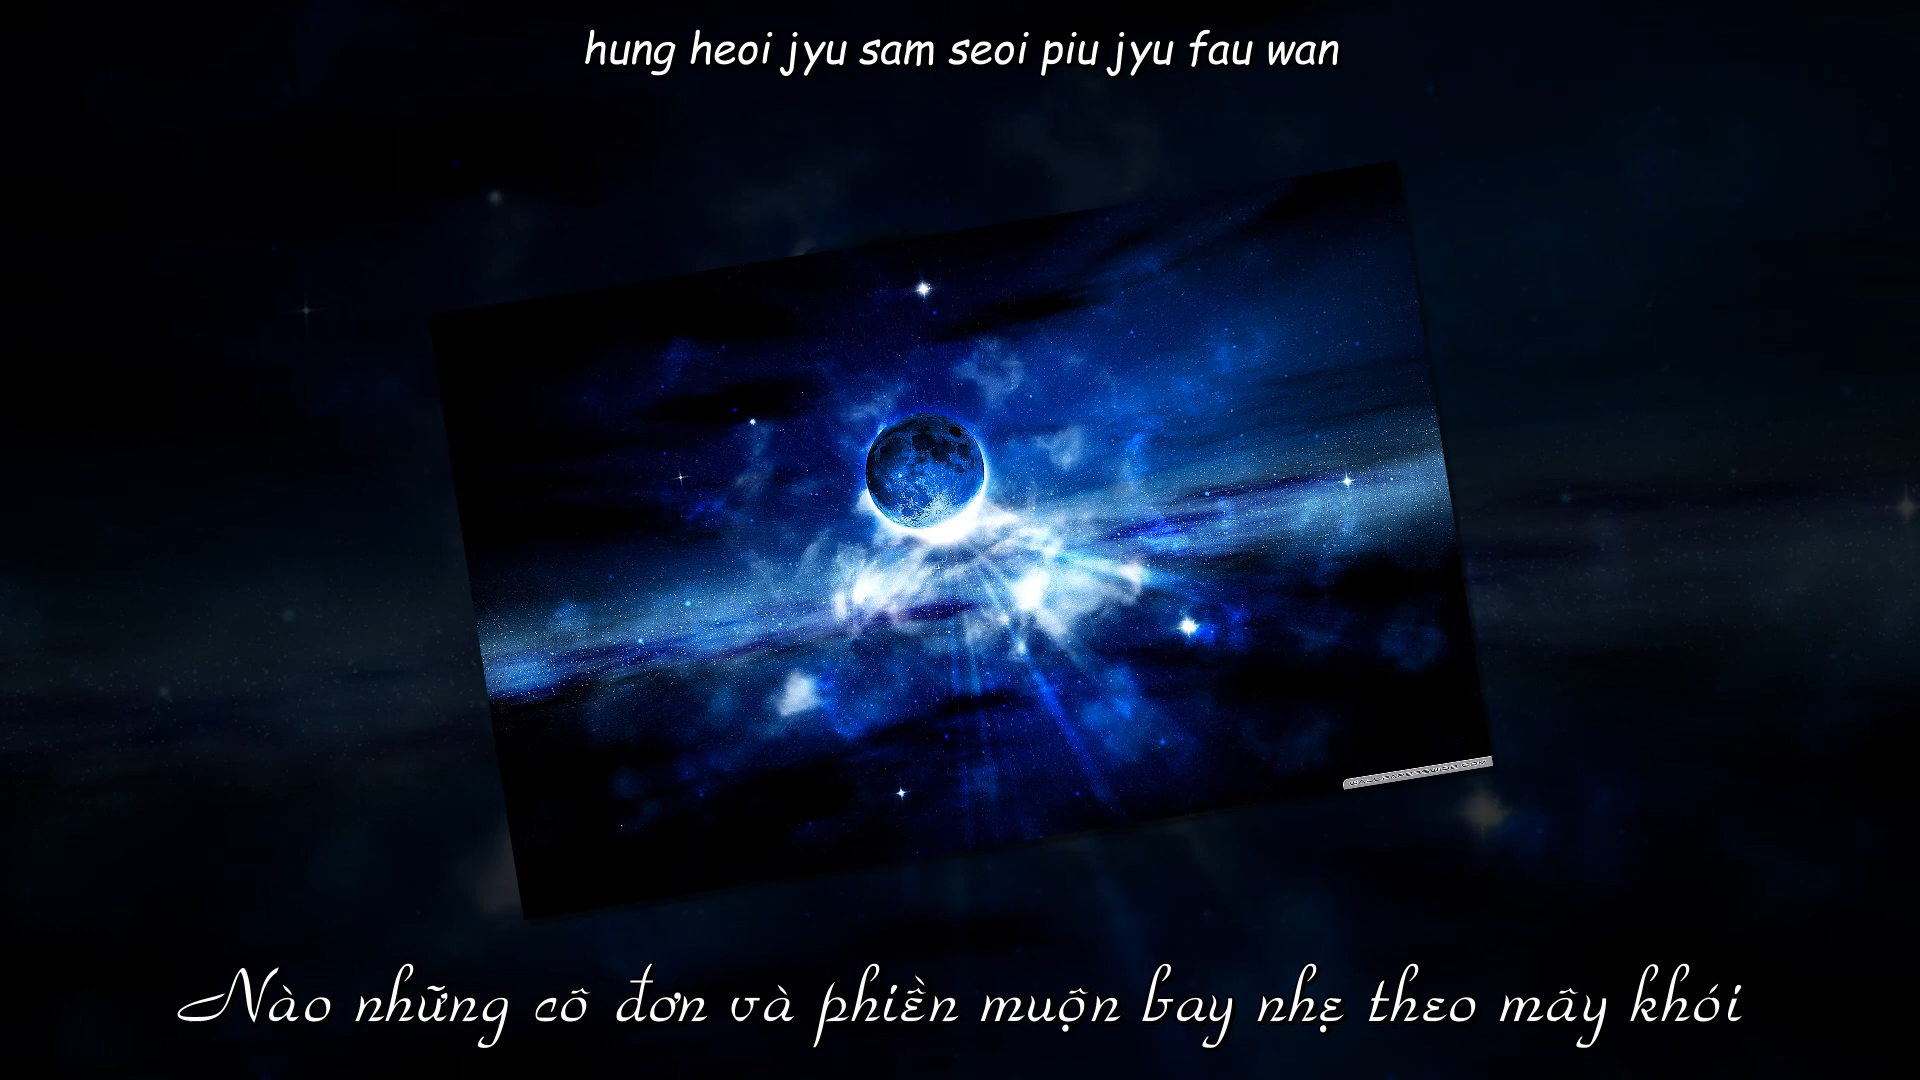 hung heoi jyu sam seoi piu jyu fau wan
Nào những cô đơn và phiền muộn bay nhẹ theo mây khói